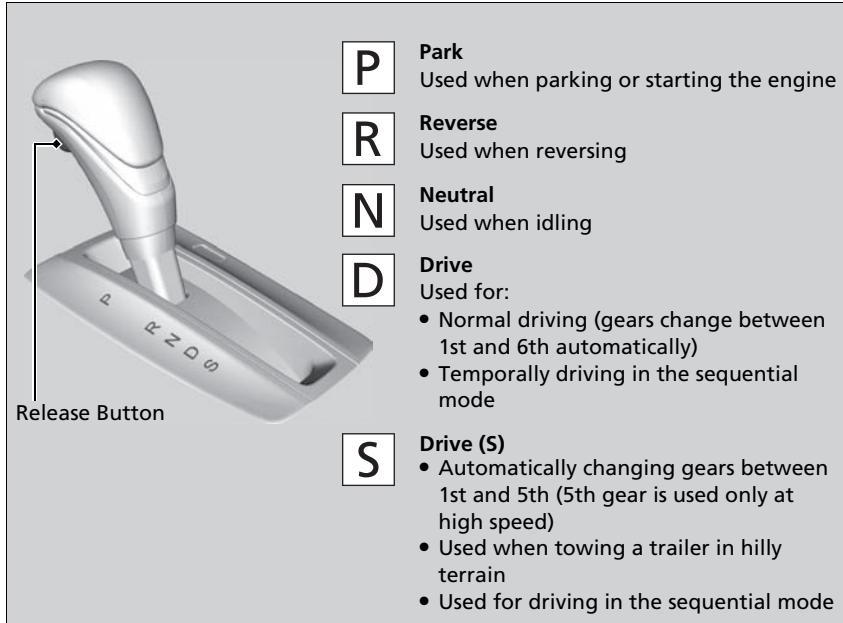 P
Park
Used when parking or starting the engine
R
Reverse
Used when reversing
N
Neutral
Used when idling
D
Drive
Used for:
• Normal driving (gears change between
1st and 6th automatically)
• Temporally driving in the sequential
mode
S
Drive (S)
• Automatically changing gears between
1st and 5th (5th gear is used only at
high speed)
• Used when towing a trailer in hilly
terrain
• Used for driving in the sequential mode
P
R
N
D
S
Release Button